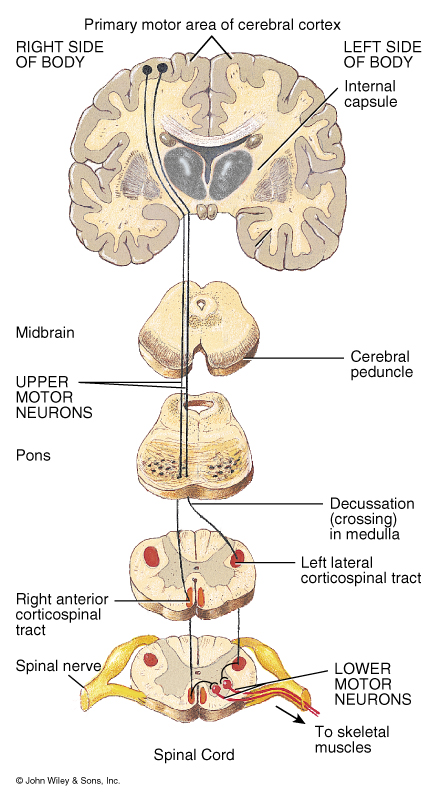 Primary motor area of cerebral cortex
RIGHT SIDE
OF BODY
LEFT SIDE
OF BODY
Internal
capsule
Midbrain
Cerebral
peduncle
UPPER
MOTOR
NEURONS
Pons
Decussation
(crossing)
in medulla
Left lateral
corticospinal tract
Right anterior
corticospinal
tract
Spinal nerve
LOWER
MOTOR
NEURONS
To skeletal
muscles
Spinal Cord
© John Wiley & Sons, Inc.